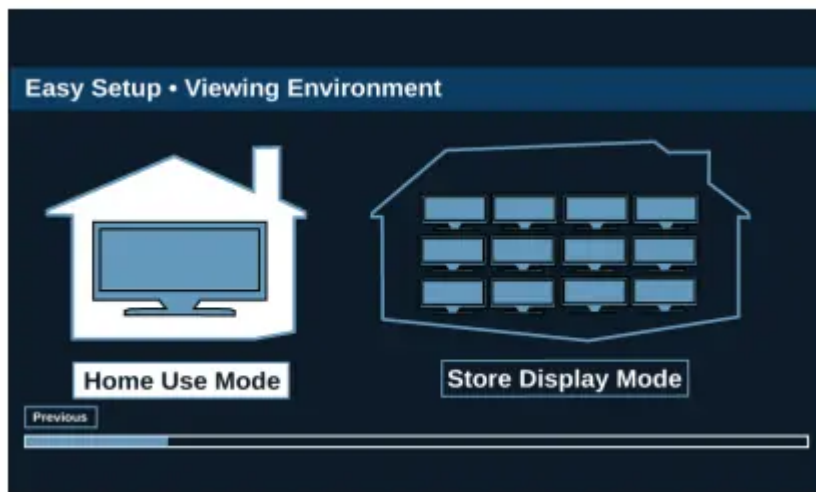 Easy Setup • Viewing Environment
Home Use Mode
Store Display Mode
Previous